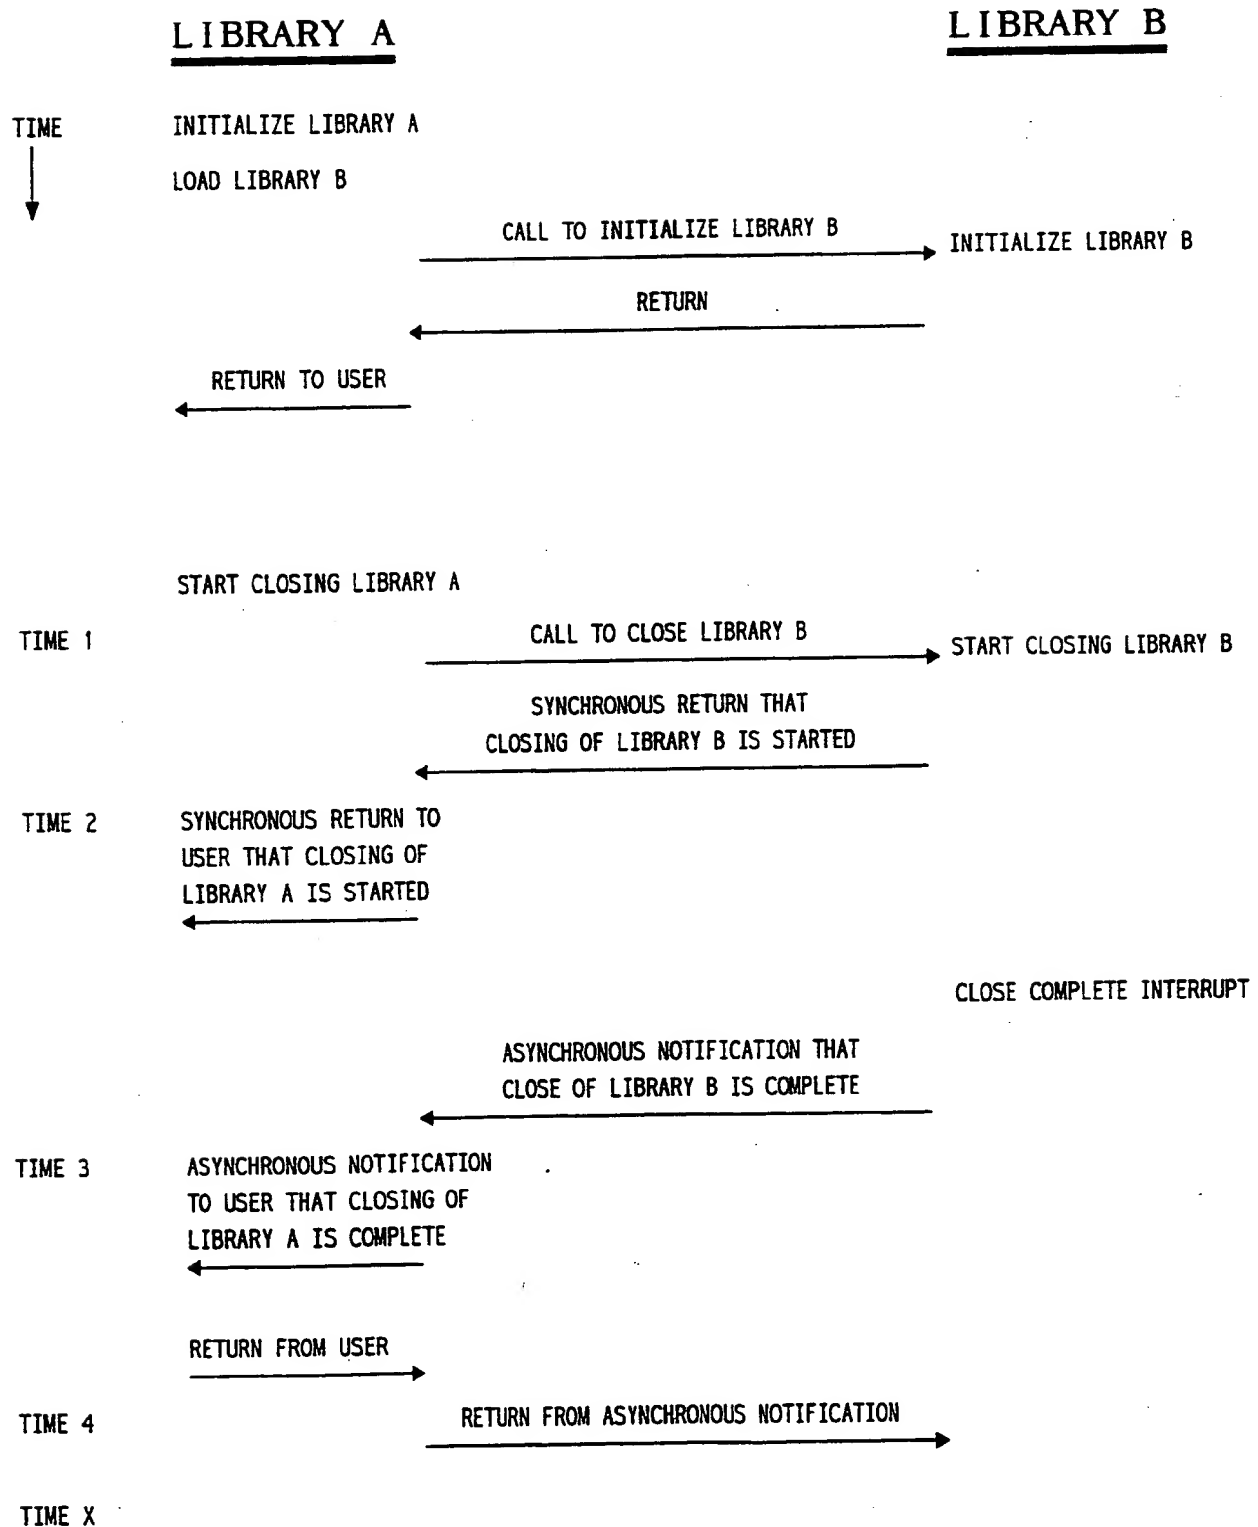 LIBRARY A
LIBRARY B
TIME
INITIALIZE LIBRARY A
LOAD LIBRARY B
CALL TO INITIALIZE LIBRARY B
INITIALIZE LIBRARY B
RETURN
RETURN TO USER
START CLOSING LIBRARY A
TIME 1
CALL TO CLOSE LIBRARY B
START CLOSING LIBRARY B
SYNCHRONOUS RETURN THAT
CLOSING OF LIBRARY B IS STARTED
TIME 2
SYNCHRONOUS RETURN TO
USER THAT CLOSING OF
LIBRARY A IS STARTED
CLOSE COMPLETE INTERRUPT
ASYNCHRONOUS NOTIFICATION THAT
CLOSE OF LIBRARY B IS COMPLETE
TIME 3
ASYNCHRONOUS NOTIFICATION
TO USER THAT CLOSING OF
LIBRARY A IS COMPLETE
RETURN FROM USER
TIME 4
RETURN FROM ASYNCHRONOUS NOTIFICATION
TIME X